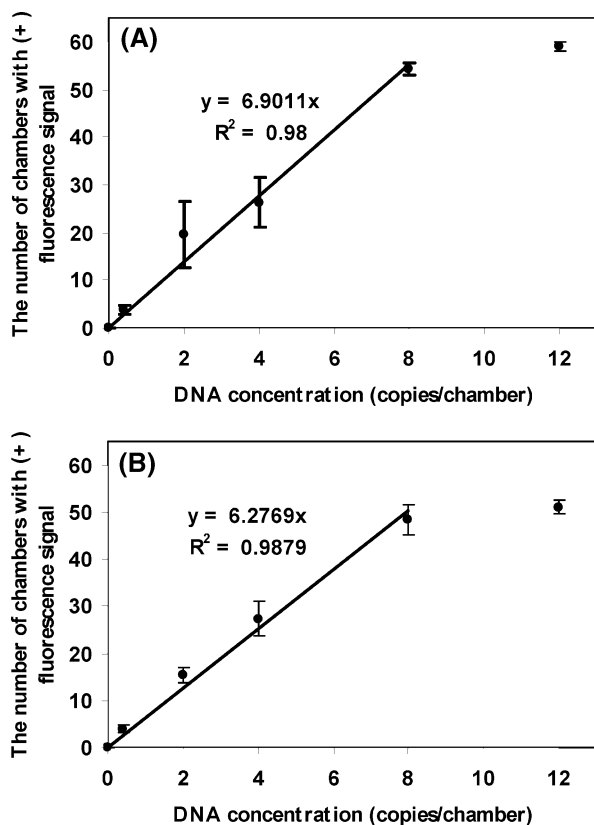 (A)
60
50
40
30
20
10
0
y = 6.9011x
R² = 0.98
0 2 4 6 8 10 12
DNA concentration (copies/chamber)
The number of chambers with (+)
fluorescence signal
(B)
60
50
40
30
20
10
0
y = 6.2769x
R² = 0.9879
0 2 4 6 8 10 12
DNA concentration (copies/chamber)
The number of chambers with (+)
fluorescence signal